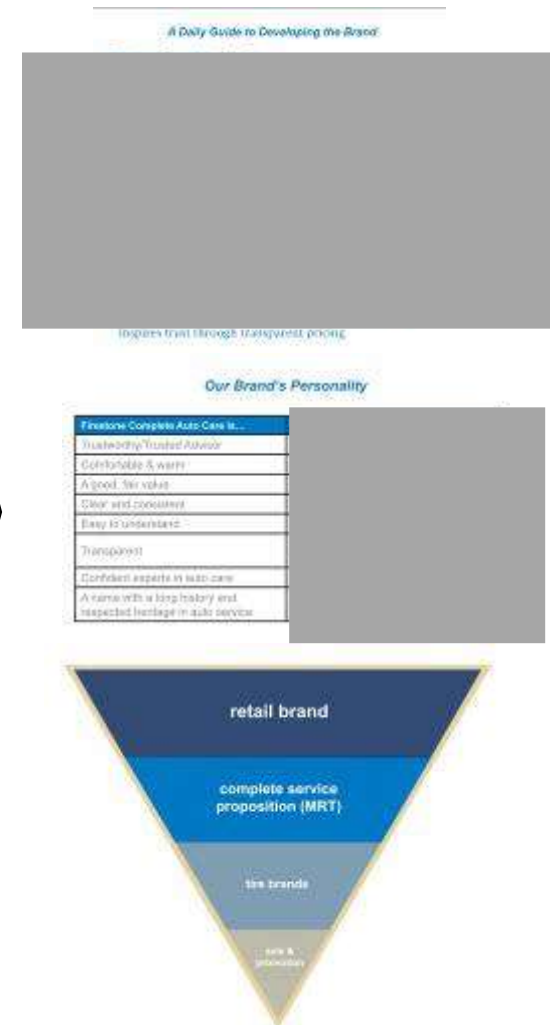 A Daily Guide to Developing the Brand
Inspires trust through transparent pricing
Our Brand's Personality
Firestone Complete Auto Care is...
Trustworthy/Trusted Advisor
Comfortable & warm
A good, fair value
Clear and consistent
Easy to understand
Transparent
Confident experts in auto care
A name with a long history and
respected heritage in auto service
retail brand
complete service
proposition (MRT)
tire brands
sale &
promotion